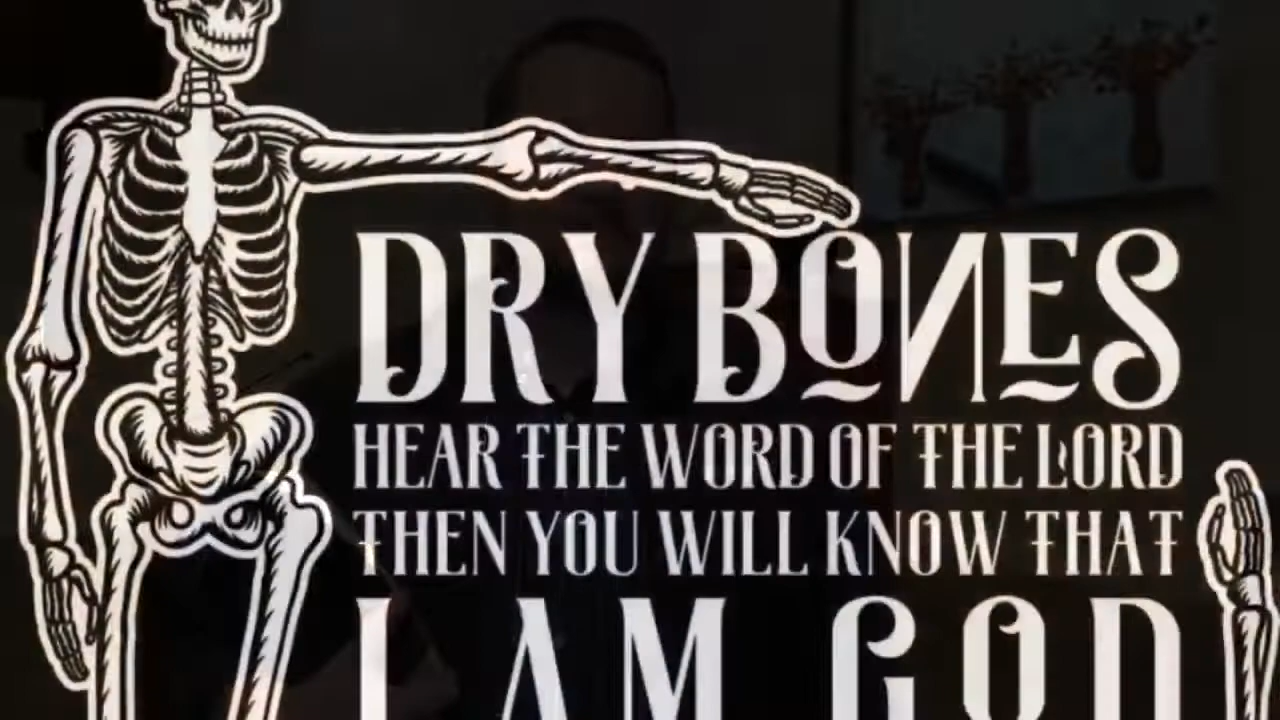 DRY BONES
HEAR THE WORD OF THE LORD
THEN YOU WILL KNOW THAT
I AM GOD